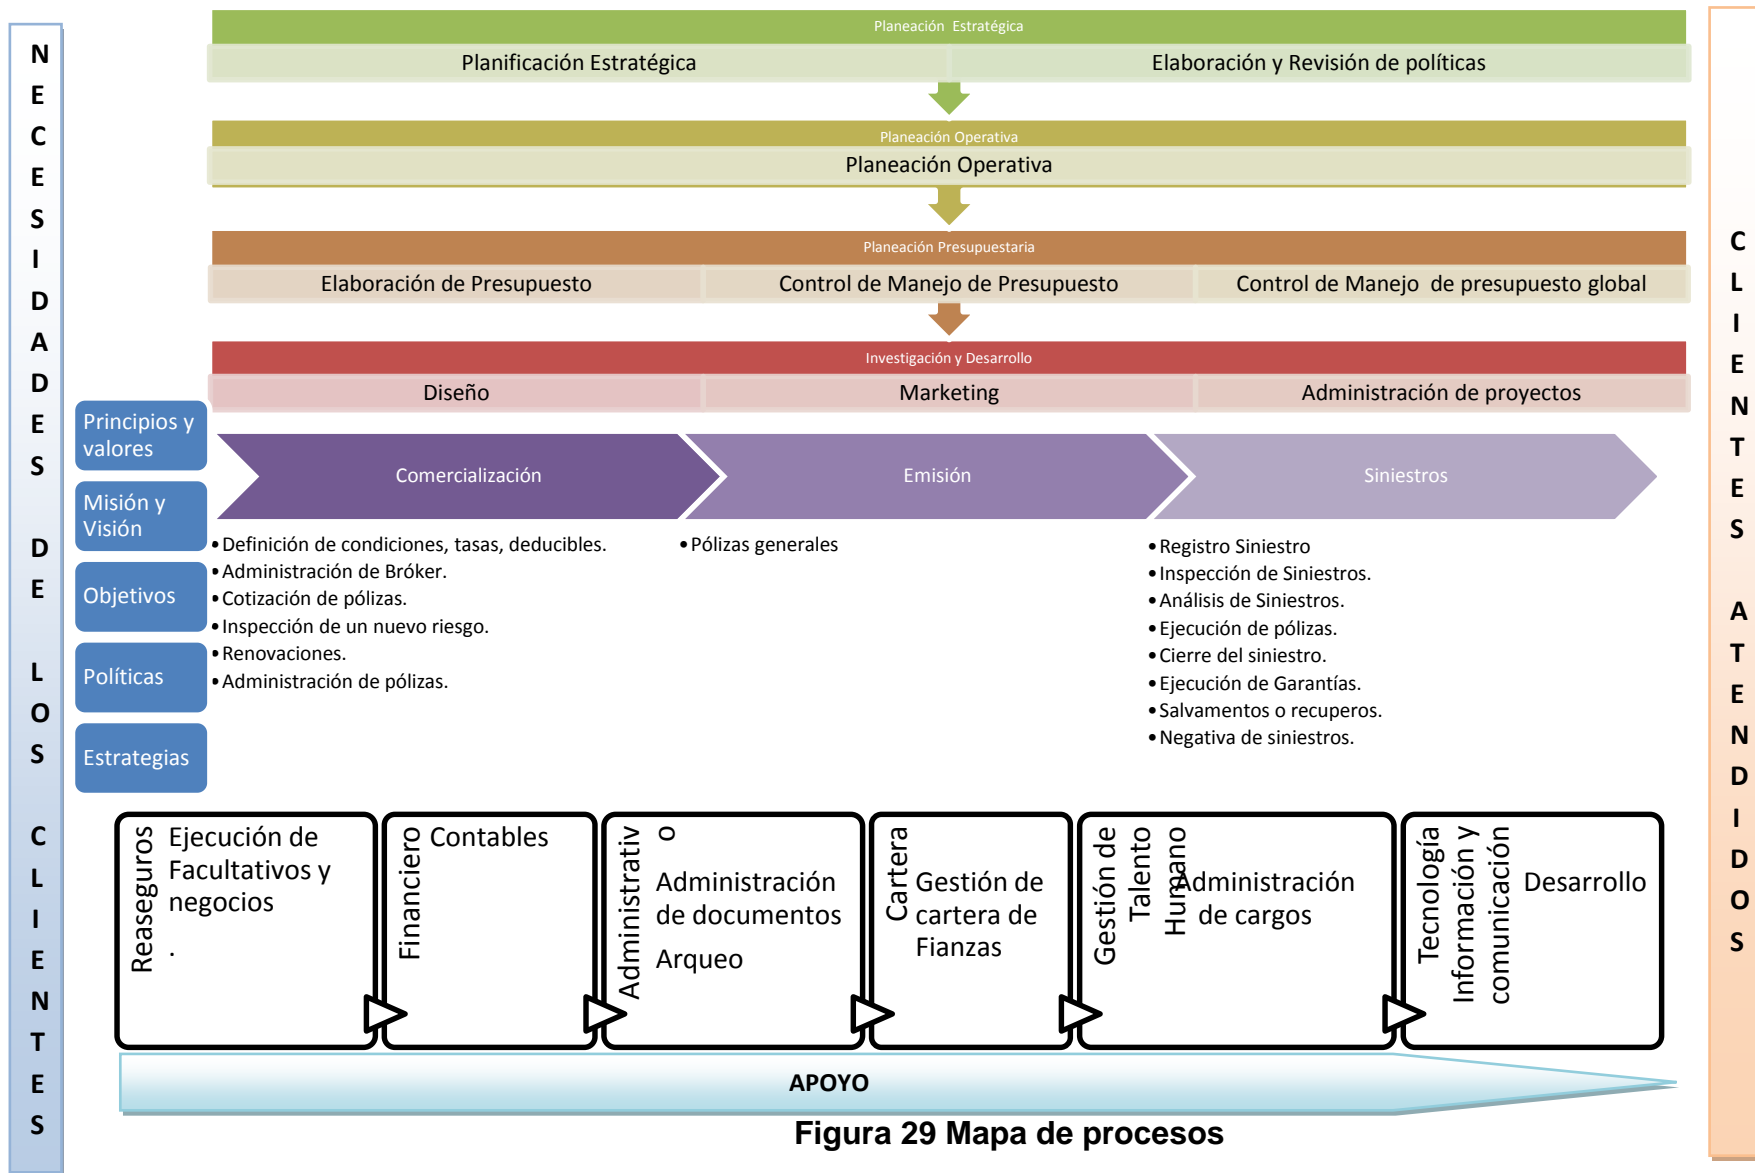 NECESIDADES DE LOS CLIENTES
Planeación Estratégica
Planificación Estratégica
Elaboración y Revisión de políticas
Planeación Operativa
Planeación Operativa
Planeación Presupuestaria
Elaboración de Presupuesto
Control de Manejo de Presupuesto
Control de Manejo de presupuesto global
Investigación y Desarrollo
Diseño
Marketing
Administración de proyectos
Principios y
valores
Misión y
Visión
Objetivos
Políticas
Estrategias
Comercialización
• Definición de condiciones, tasas, deducibles.
• Administración de Bróker.
• Cotización de pólizas.
• Inspección de un nuevo riesgo.
• Renovaciones.
• Administración de pólizas.
Emisión
• Pólizas generales
Siniestros
• Registro Siniestro
• Inspección de Siniestros.
• Análisis de Siniestros.
• Ejecución de pólizas.
• Cierre del siniestro.
• Ejecución de Garantías.
• Salvamentos o recuperos.
• Negativa de siniestros.
Reaseguros
Ejecución de
Facultativos y
negocios
.
Financiero
Contables
Administrativ
o
Administración
de documentos
Arqueo
Cartera
Gestión de
cartera de
Fianzas
Gestión de
Talento
Humano
Administración
de cargos
Tecnología
Información y
comunicación
Desarrollo
APOYO
CLIENTES ATENDIDOS
Figura 29 Mapa de procesos